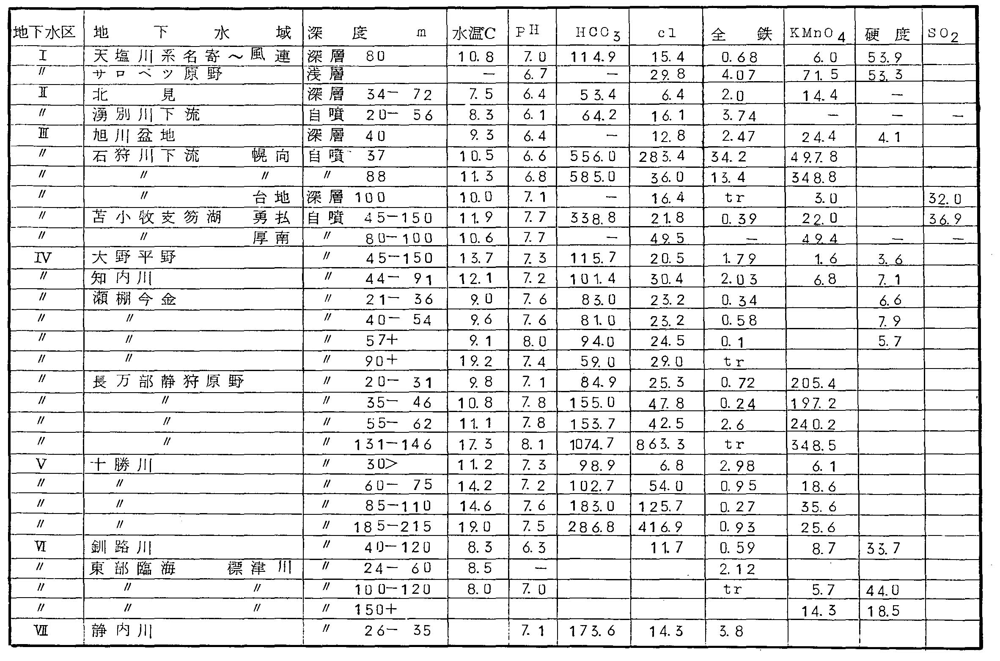 地下水区 地下水域 深度 m 水温℃ PH HCO3 cl 全鉄 KMnO4 硬度 SO2
I 天塩川系名寄～風連 深層 80 10.8 7.0 114.9 15.4 0.68 6.0 53.9
〃 サロベツ原野 浅層 — 6.7 — 29.8 4.07 71.5 53.3
II 北見 深層 34— 72 7.5 6.4 53.4 6.4 2.0 14.4 —
〃 湧別川下流 自噴 20— 56 8.3 6.1 64.2 16.1 3.74 — — —
III 旭川盆地 深層 40 9.3 6.4 — 12.8 2.47 24.4 4.1
〃 石狩川下流 幌向 自噴 37 10.5 6.6 556.0 283.4 34.2 497.8
〃 〃 〃 〃 88 11.3 6.8 585.0 36.0 13.4 348.8
〃 〃 台地 深層 100 10.0 7.1 — 16.4 tr 3.0 32.0
〃 苫小牧支笏湖 勇払 自噴 45—150 11.9 7.7 338.8 21.8 0.39 22.0 36.9
〃 〃 厚南 〃 80—100 10.6 7.7 — 49.5 — 49.4 — —
IV 大野平野 〃 45—150 13.7 7.3 115.7 20.5 1.79 1.6 3.6
〃 知内川 〃 44— 91 12.1 7.2 101.4 30.4 2.03 6.8 7.1
〃 瀬棚今金 〃 21— 36 9.0 7.6 83.0 23.2 0.34 6.6
〃 〃 〃 40— 54 9.6 7.6 81.0 23.2 0.58 7.9
〃 〃 〃 57+ 9.1 8.0 94.0 24.5 0.1 5.7
〃 〃 〃 90+ 19.2 7.4 59.0 29.0 tr
〃 長万部静狩原野 〃 20— 31 9.8 7.1 84.9 25.3 0.72 205.4
〃 〃 〃 35— 46 10.8 7.8 155.0 47.8 0.24 197.2
〃 〃 〃 55— 62 11.1 7.8 153.7 42.5 2.6 240.2
〃 〃 〃 131—146 17.3 8.1 1074.7 863.3 tr 348.5
V 十勝川 〃 30> 11.2 7.3 98.9 6.8 2.98 6.1
〃 〃 〃 60— 75 14.2 7.2 102.7 54.0 0.95 18.6
〃 〃 〃 85—110 14.6 7.6 183.0 125.7 0.27 35.6
〃 〃 〃 185—215 19.0 7.5 286.8 416.9 0.93 25.6
VI 釧路川 〃 40—120 8.3 6.3 11.7 0.59 8.7 33.7
〃 東部臨海 標津川 〃 24— 60 8.5 — 2.12
〃 〃 〃 〃 100—120 8.0 7.0 tr 5.7 44.0
〃 〃 〃 〃 150+ 14.3 18.5
VII 静内川 〃 26— 35 7.1 173.6 14.3 3.8